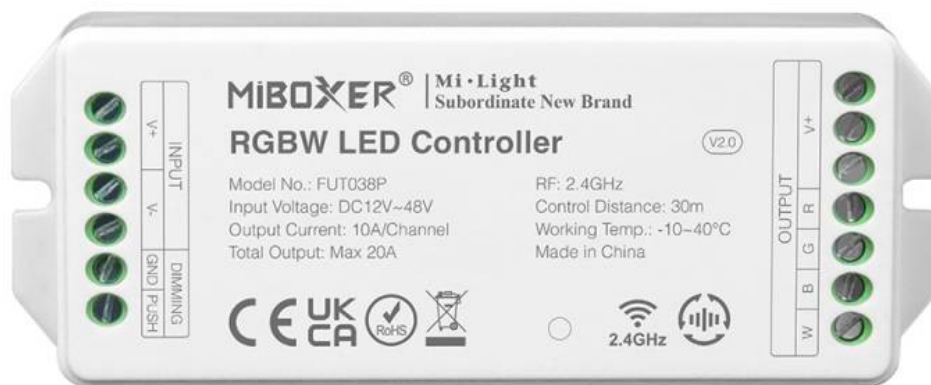 MiBOXER® Mi·Light
Subordinate New Brand
RGBW LED Controller
V2.0
Model No.: FUT038P
Input Voltage: DC12V~48V
Output Current: 10A/Channel
Total Output: Max 20A
RF: 2.4GHz
Control Distance: 30m
Working Temp.: -10~40°C
Made in China
INPUT
V+
V-
DIMMING
GND
PUSH
OUTPUT
V+
R
G
B
W
CE
UK
CA
RoHS
2.4GHz